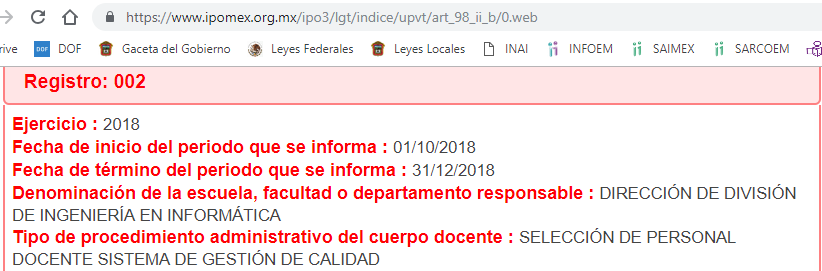 https://www.ipomex.org.mx/ipo3/lgt/indice/upvt/art_98_ii_b/0.web
rive DOF DOF Gaceta del Gobierno Leyes Federales Leyes Locales INAI INFOEM SAIMEX SARCOEM
Registro: 002
Ejercicio : 2018
Fecha de inicio del periodo que se informa : 01/10/2018
Fecha de término del periodo que se informa : 31/12/2018
Denominación de la escuela, facultad o departamento responsable : DIRECCIÓN DE DIVISIÓN
DE INGENIERÍA EN INFORMÁTICA
Tipo de procedimiento administrativo del cuerpo docente : SELECCIÓN DE PERSONAL
DOCENTE SISTEMA DE GESTIÓN DE CALIDAD